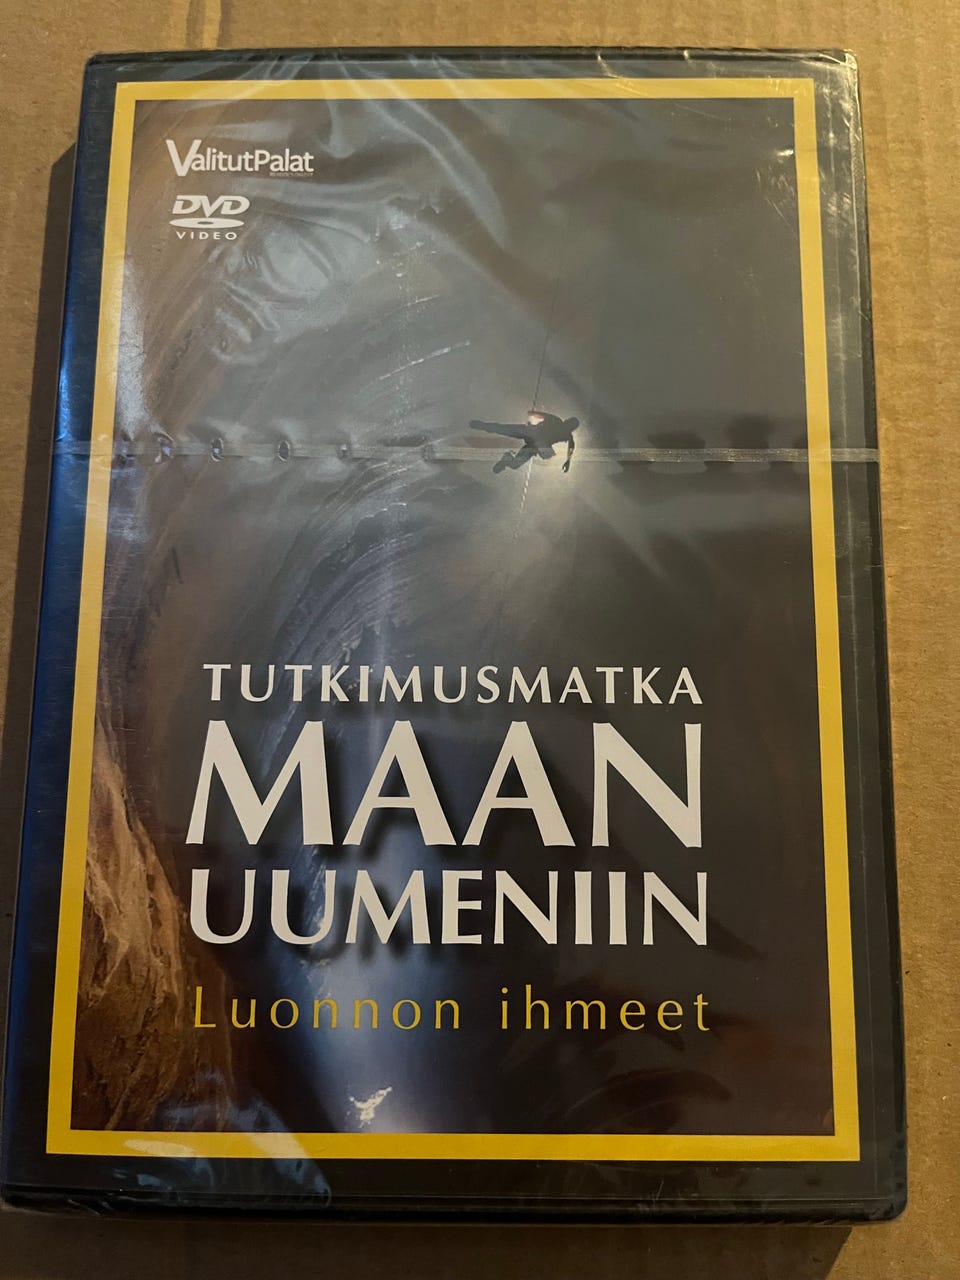 ValitutPalat
DVD
VIDEO
TUTKIMUSMATKA
MAAN
UUMENIIN
Luonnon ihmeet